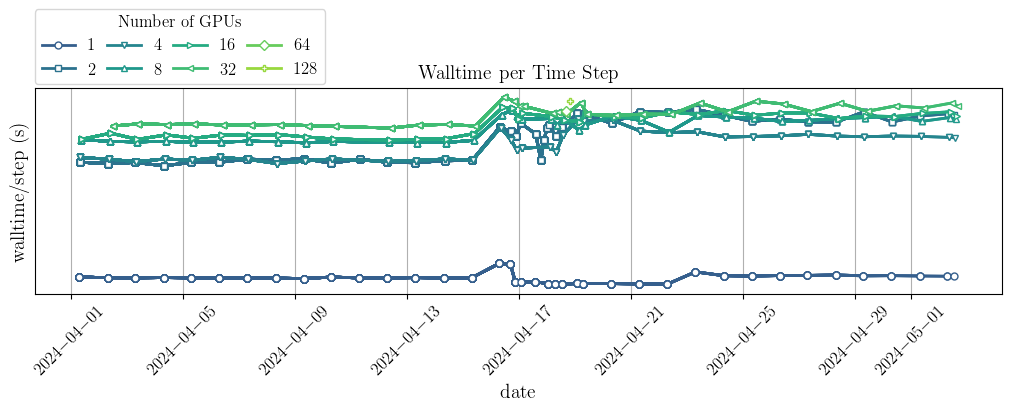 Number of GPUs
1 4 16 64
2 8 32 128
Walltime per Time Step
walltime/step (s)
2024−04−01 2024−04−05 2024−04−09 2024−04−13 2024−04−17 2024−04−21 2024−04−25 2024−04−29 2024−05−01
date